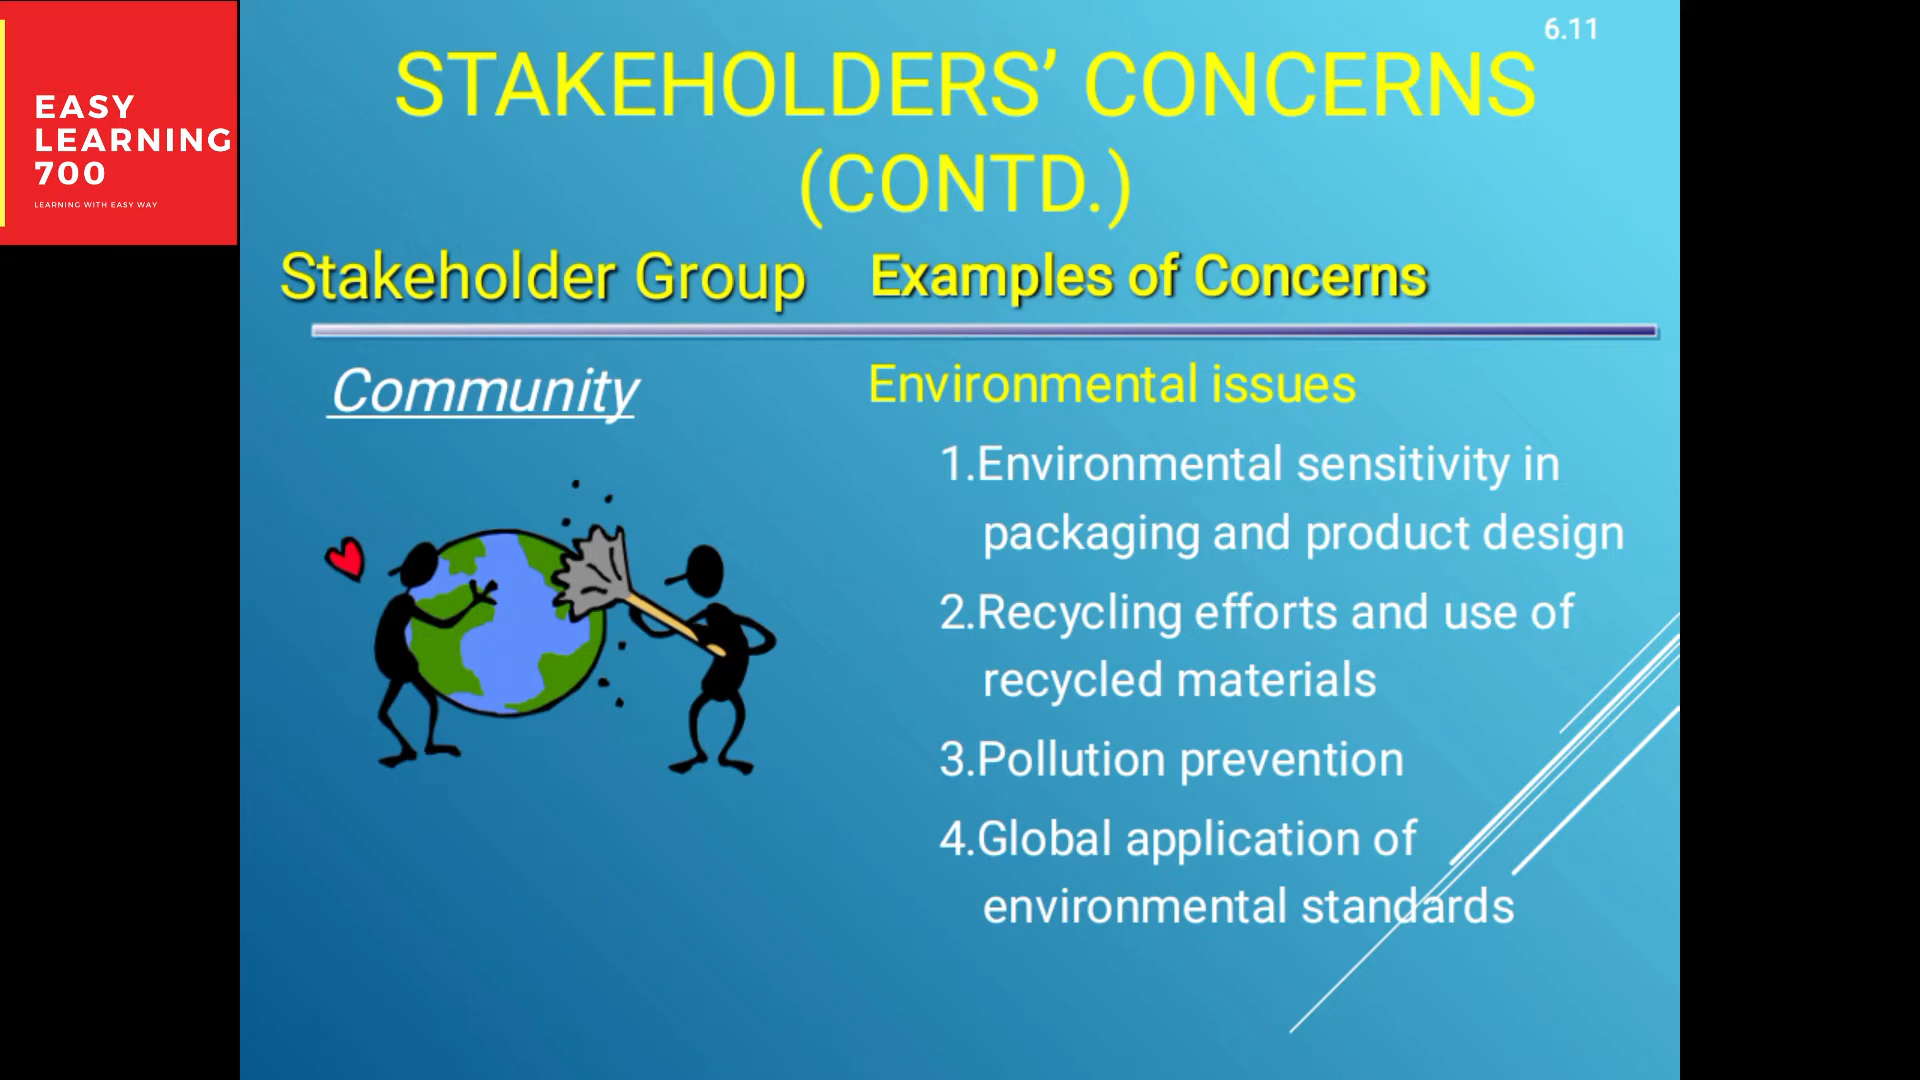 EASY
LEARNING
700
LEARNING WITH EASY WAY
6.11
STAKEHOLDERS’ CONCERNS
(CONTD.)
Stakeholder Group Examples of Concerns
Community
Environmental issues
1.Environmental sensitivity in
packaging and product design
2.Recycling efforts and use of
recycled materials
3.Pollution prevention
4.Global application of
environmental standards